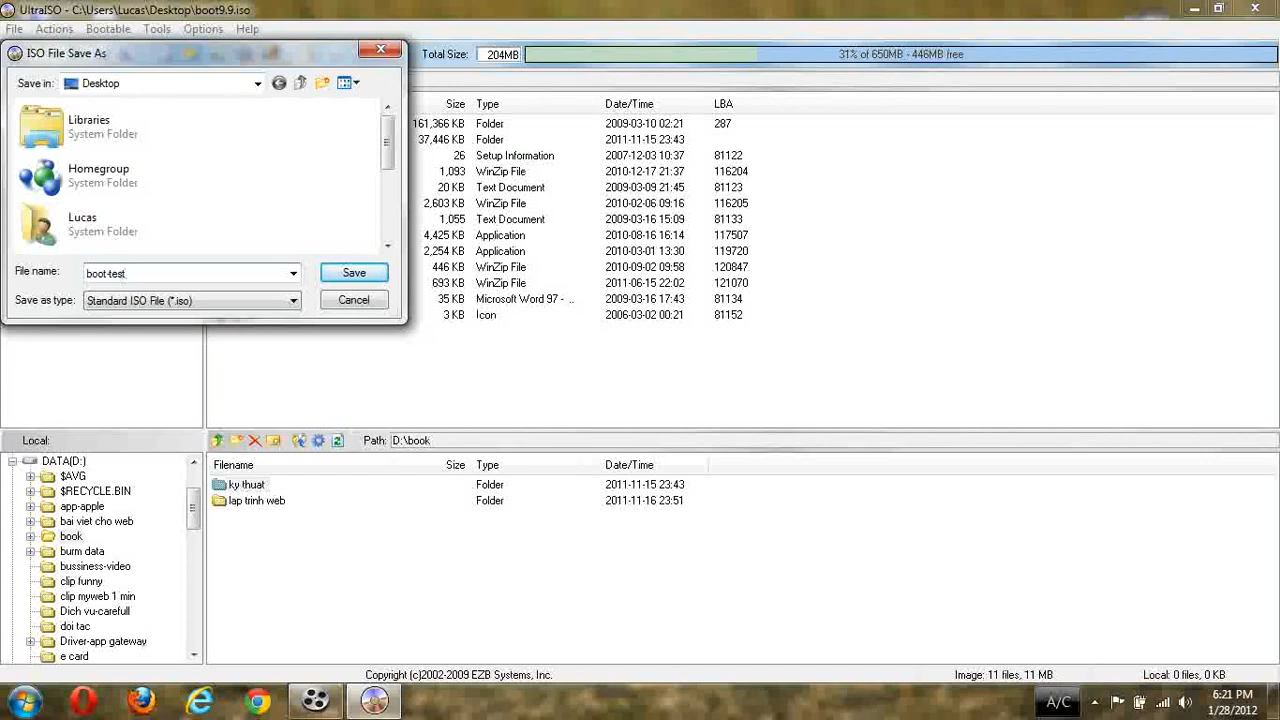 UltraISO - C:\Users\Lucas\Desktop\boot9.9.iso
File Actions Bootable Tools Options Help
ISO File Save As
Total Size: 204MB 31% of 650MB - 446MB free
Save in: Desktop
Size Type Date/Time LBA
Libraries
System Folder
Homegroup
System Folder
Lucas
System Folder
File name: boot-test Save
Save as type: Standard ISO File (*.iso) Cancel
161,366 KB Folder 2009-03-10 02:21 287
37,446 KB Folder 2011-11-15 23:43
26 Setup Information 2007-12-03 10:37 81122
1,093 WinZip File 2010-12-17 21:37 116204
20 KB Text Document 2009-03-09 21:45 81123
2,603 KB WinZip File 2010-02-06 09:16 116205
1,055 Text Document 2009-03-16 15:09 81133
4,425 KB Application 2010-08-16 16:14 117507
2,254 KB Application 2010-03-01 13:30 119720
446 KB WinZip File 2010-09-02 09:58 120847
693 KB WinZip File 2011-06-15 22:02 121070
35 KB Microsoft Word 97 - .. 2009-03-16 17:43 81134
3 KB Icon 2006-03-02 00:21 81152
Local: Path: D:\book
DATA(D:)
$AVG
$RECYCLE.BIN
app-apple
bai viet cho web
book
burm data
bussiness-video
clip funny
clip myweb 1 min
Dich vu-carefull
doi tac
Driver-app gateway
e card
Filename Size Type Date/Time
ky thuat Folder 2011-11-15 23:43
lap trinh web Folder 2011-11-16 23:51
Copyright (c)2002-2009 EZB Systems, Inc. Image: 11 files, 11 MB Local: 0 files, 0 KB
A/C
6:21 PM
1/28/2012